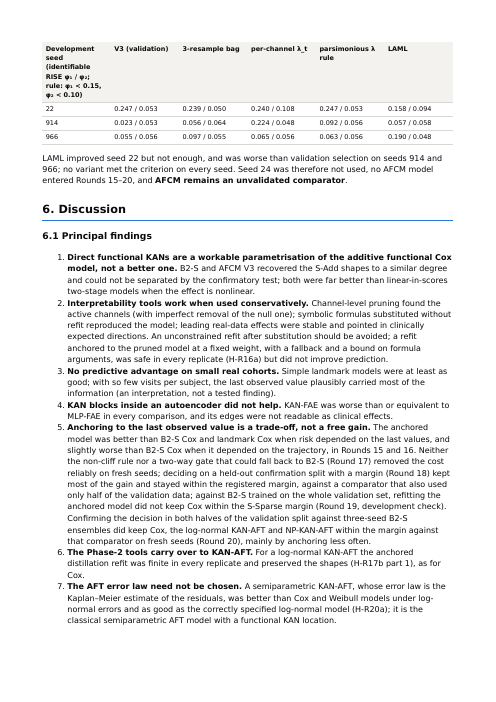 Development seed (identifiable RISE φ₁ / φ₂; rule: φ₁ < 0.15, φ₂ < 0.10) V3 (validation) 3-resample bag per-channel λ_t parsimonious λ rule LAML
22 0.247 / 0.053 0.239 / 0.050 0.240 / 0.108 0.247 / 0.053 0.158 / 0.094
914 0.023 / 0.053 0.056 / 0.064 0.224 / 0.048 0.092 / 0.056 0.057 / 0.058
966 0.055 / 0.056 0.097 / 0.055 0.065 / 0.056 0.063 / 0.056 0.190 / 0.048
LAML improved seed 22 but not enough, and was worse than validation selection on seeds 914 and
966; no variant met the criterion on every seed. Seed 24 was therefore not used, no AFCM model
entered Rounds 15–20, and AFCM remains an unvalidated comparator.
6. Discussion
6.1 Principal findings
1. Direct functional KANs are a workable parametrisation of the additive functional Cox
model, not a better one. B2-S and AFCM V3 recovered the S-Add shapes to a similar degree
and could not be separated by the confirmatory test; both were far better than linear-in-scores
two-stage models when the effect is nonlinear.
2. Interpretability tools work when used conservatively. Channel-level pruning found the
active channels (with imperfect removal of the null one); symbolic formulas substituted without
refit reproduced the model; leading real-data effects were stable and pointed in clinically
expected directions. An unconstrained refit after substitution should be avoided; a refit
anchored to the pruned model at a fixed weight, with a fallback and a bound on formula
arguments, was safe in every replicate (H-R16a) but did not improve prediction.
3. No predictive advantage on small real cohorts. Simple landmark models were at least as
good; with so few visits per subject, the last observed value plausibly carried most of the
information (an interpretation, not a tested finding).
4. KAN blocks inside an autoencoder did not help. KAN-FAE was worse than or equivalent to
MLP-FAE in every comparison, and its edges were not readable as clinical effects.
5. Anchoring to the last observed value is a trade-off, not a free gain. The anchored
model was better than B2-S Cox and landmark Cox when risk depended on the last values, and
slightly worse than B2-S Cox when it depended on the trajectory, in Rounds 15 and 16. Neither
the non-cliff rule nor a two-way gate that could fall back to B2-S (Round 17) removed the cost
reliably on fresh seeds; deciding on a held-out confirmation split with a margin (Round 18) kept
most of the gain and stayed within the registered margin, against a comparator that also used
only half of the validation data; against B2-S trained on the whole validation set, refitting the
anchored model did not keep Cox within the S-Sparse margin (Round 19, development check).
Confirming the decision in both halves of the validation split against three-seed B2-S
ensembles did keep Cox, the log-normal KAN-AFT and NP-KAN-AFT within the margin against
that comparator on fresh seeds (Round 20), mainly by anchoring less often.
6. The Phase-2 tools carry over to KAN-AFT. For a log-normal KAN-AFT the anchored
distillation refit was finite in every replicate and preserved the shapes (H-R17b part 1), as for
Cox.
7. The AFT error law need not be chosen. A semiparametric KAN-AFT, whose error law is the
Kaplan–Meier estimate of the residuals, was better than Cox and Weibull models under log-
normal errors and as good as the correctly specified log-normal model (H-R20a); it is the
classical semiparametric AFT model with a functional KAN location.